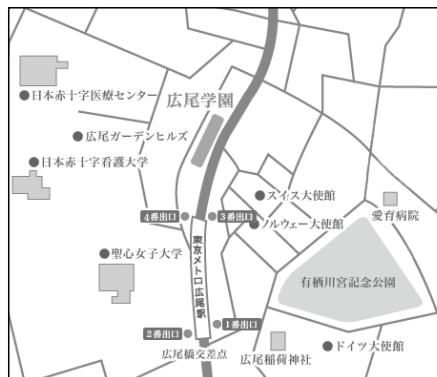 日本赤十字医療センター
広尾学園
広尾ガーデンヒルズ
日本赤十字看護大学
スイス大使館
愛育病院
4番出口
3番出口
ノルウェー大使館
聖心女子大学
東京メトロ広尾駅
有栖川宮記念公園
1番出口
2番出口
広尾橋交差点
広尾稲荷神社
ドイツ大使館